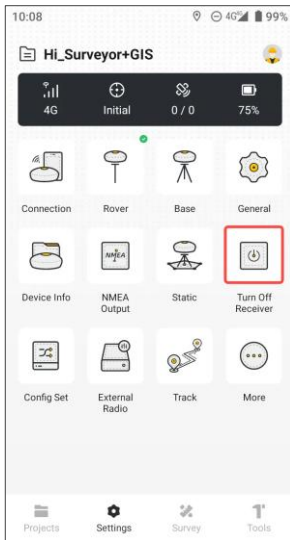 10:08 4G 99%
Hi_Surveyor+GIS
4G Initial 0 / 0 75%
Connection Rover Base General
NMEA
Device Info NMEA Static Turn Off
Output Receiver
Config Set External Track More
Radio
Projects Settings Survey Tools